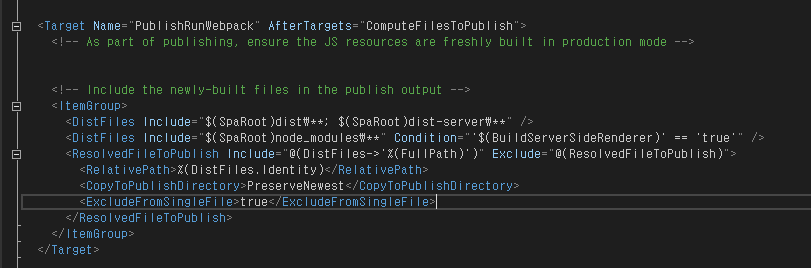 <Target Name="PublishRunWebpack" AfterTargets="ComputeFilesToPublish">
<!-- As part of publishing, ensure the JS resources are freshly built in production mode -->
<!-- Include the newly-built files in the publish output -->
<ItemGroup>
<DistFiles Include="$(SpaRoot)dist₩**; $(SpaRoot)dist-server₩**" />
<DistFiles Include="$(SpaRoot)node_modules₩**" Condition="'$(BuildServerSideRenderer)' == 'true'" />
<ResolvedFileToPublish Include="@(DistFiles->'%(FullPath)')" Exclude="@(ResolvedFileToPublish)">
<RelativePath>%(DistFiles.Identity)</RelativePath>
<CopyToPublishDirectory>PreserveNewest</CopyToPublishDirectory>
<ExcludeFromSingleFile>true</ExcludeFromSingleFile>
</ResolvedFileToPublish>
</ItemGroup>
</Target>